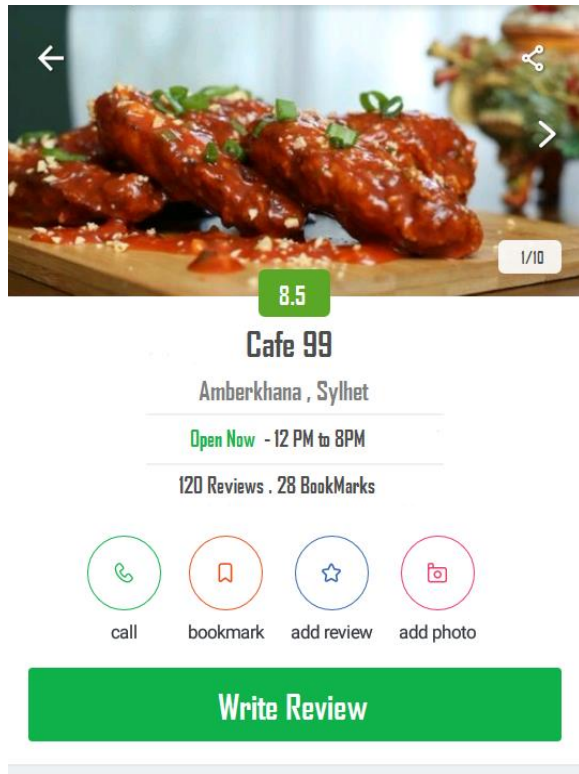 1/10
8.5
Cafe 99
Amberkhana , Sylhet
Open Now - 12 PM to 8PM
120 Reviews . 28 BookMarks
call bookmark add review add photo
Write Review